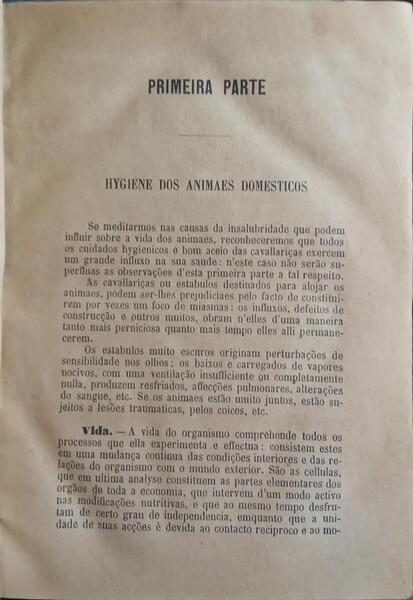 PRIMEIRA PARTE
HYGIENE DOS ANIMAES DOMESTICOS
Se meditarmos nas causas da insalubridade que podem
influir sobre a vida dos animaes, reconheceremos que todos
os cuidados hygienicos e bom aceio das cavallariças exercem
um grande influxo na sua saude: n'este caso não serão su-
perfluas as observações d'esta primeira parte a tal respeito.
As cavallariças ou estabulos destinados para alojar os
animaes, podem ser-lhes prejudiciaes pelo facto de constitui-
rem por vezes um foco de miasmas: os influxos, defeitos de
construcção e outros muitos, obram n'elles d'uma maneira
tanto mais perniciosa quanto mais tempo elles alli permane-
cerem.
Os estabulos muito escuros originam perturbações de
sensibilidade nos olhos; os baixos e carregados de vapores
nocivos, com uma ventilação insufficiente ou completamente
nulla, produzem resfriados, affecções pulmonares, alterações
do sangue, etc. Se os animaes estão muito juntos, estão su-
jeitos a lesões traumaticas, pelos coices, etc.
Vida. — A vida do organismo comprehende todos os
processos que ella experimenta e effectua: consistem estes
em uma mudança continua das condições interiores e das re-
lações do organismo com o mundo exterior. São as cellulas,
que em ultima analyse constituem as partes elementares dos
orgãos de toda a economia, que intervem d'um modo activo
nas modificações nutritivas, e que ao mesmo tempo desfru-
tam de certo grau de independencia, emquanto que a uni-
dade de suas acções é devida ao contacto reciproco e ao mo-